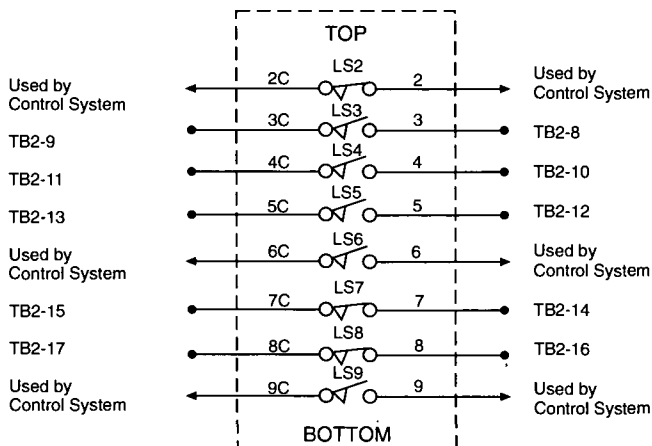 TOP
LS2
Used by
Control System
2C
2
Used by
Control System
LS3
TB2-9
3C
3
TB2-8
LS4
TB2-11
4C
4
TB2-10
LS5
TB2-13
5C
5
TB2-12
LS6
Used by
Control System
6C
6
Used by
Control System
LS7
TB2-15
7C
7
TB2-14
LS8
TB2-17
8C
8
TB2-16
LS9
Used by
Control System
9C
9
Used by
Control System
BOTTOM